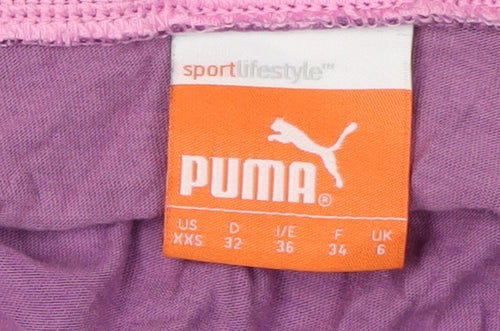 sportlifestyle™
PUMA®
US D I/E F UK
XXS 32 36 34 6